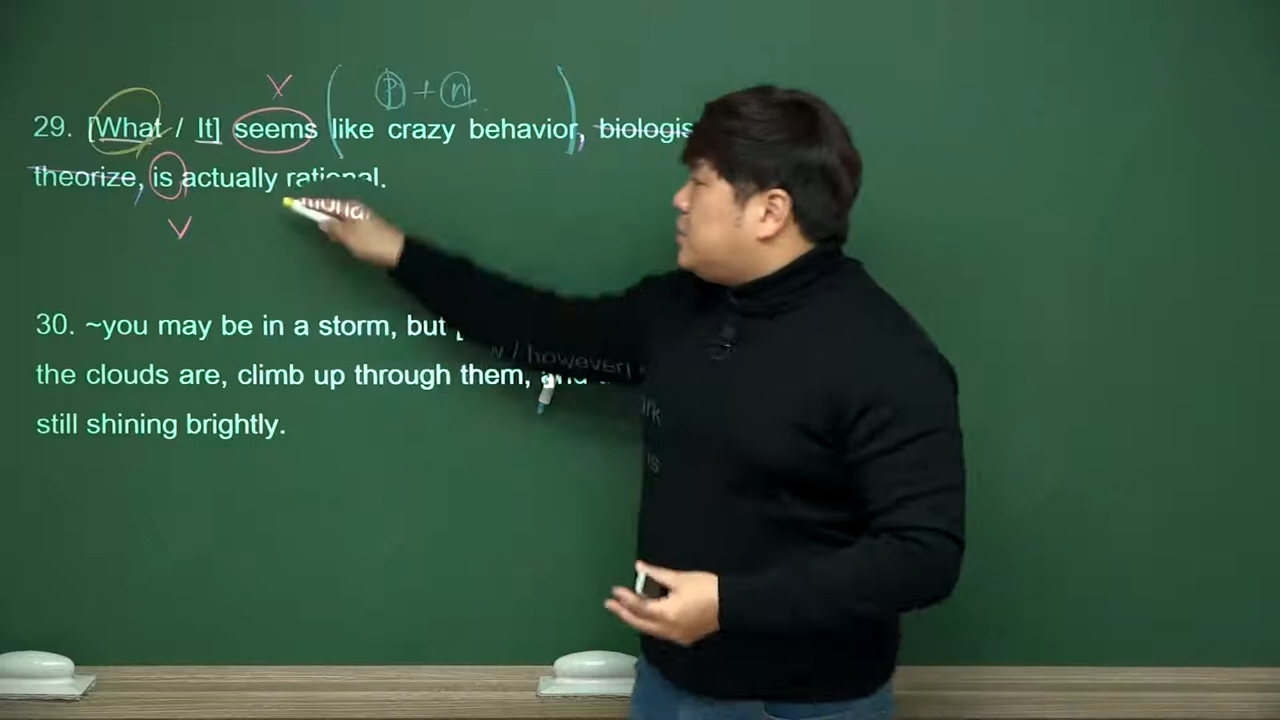 X ( ⓟ + ⓝ )
29. [What / It] seems like crazy behavior,
theorize, is actually rational.
V
30. ~you may be in a storm, but
however]
the clouds are, climb up through them,
still shining brightly.